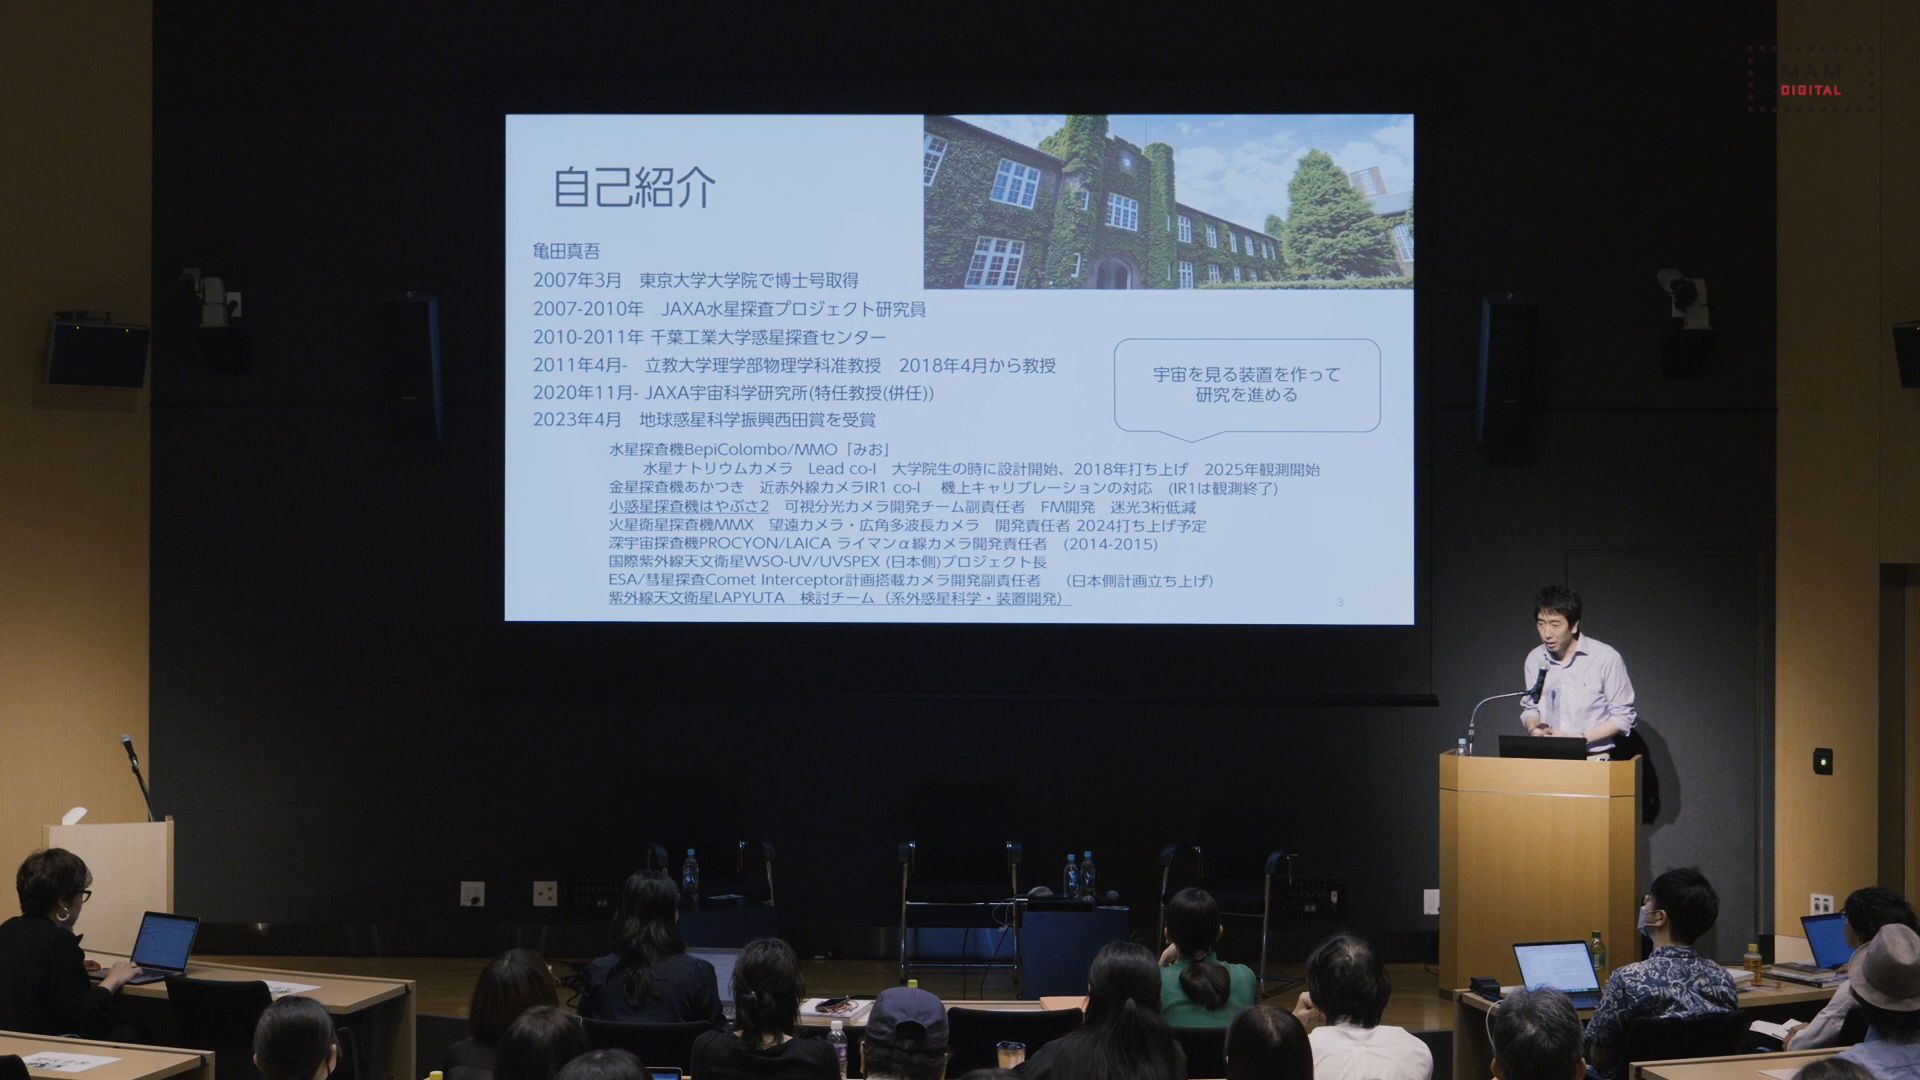 MAM
DIGITAL
自己紹介
亀田真吾
2007年3月　東京大学大学院で博士号取得
2007-2010年　JAXA水星探査プロジェクト研究員
2010-2011年 千葉工業大学惑星探査センター
2011年4月-　立教大学理学部物理学科准教授　2018年4月から教授
2020年11月- JAXA宇宙科学研究所(特任教授(併任))
2023年4月　地球惑星科学振興西田賞を受賞
宇宙を見る装置を作って
研究を進める
水星探査機BepiColombo/MMO「みお」
水星ナトリウムカメラ　Lead co-I　大学院生の時に設計開始、2018年打ち上げ　2025年観測開始
金星探査機あかつき　近赤外線カメラIR1 co-I　機上キャリブレーションの対応　(IR1は観測終了)
小惑星探査機はやぶさ2　可視分光カメラ開発チーム副責任者　FM開発　迷光3桁低減
火星衛星探査機MMX　望遠カメラ・広角多波長カメラ　開発責任者 2024打ち上げ予定
深宇宙探査機PROCYON/LAICA ライマンα線カメラ開発責任者　(2014-2015)
国際紫外線天文衛星WSO-UV/UVSPEX (日本側)プロジェクト長
ESA/彗星探査Comet Interceptor計画搭載カメラ開発副責任者　（日本側計画立ち上げ）
紫外線天文衛星LAPYUTA　検討チーム（系外惑星科学・装置開発）
3